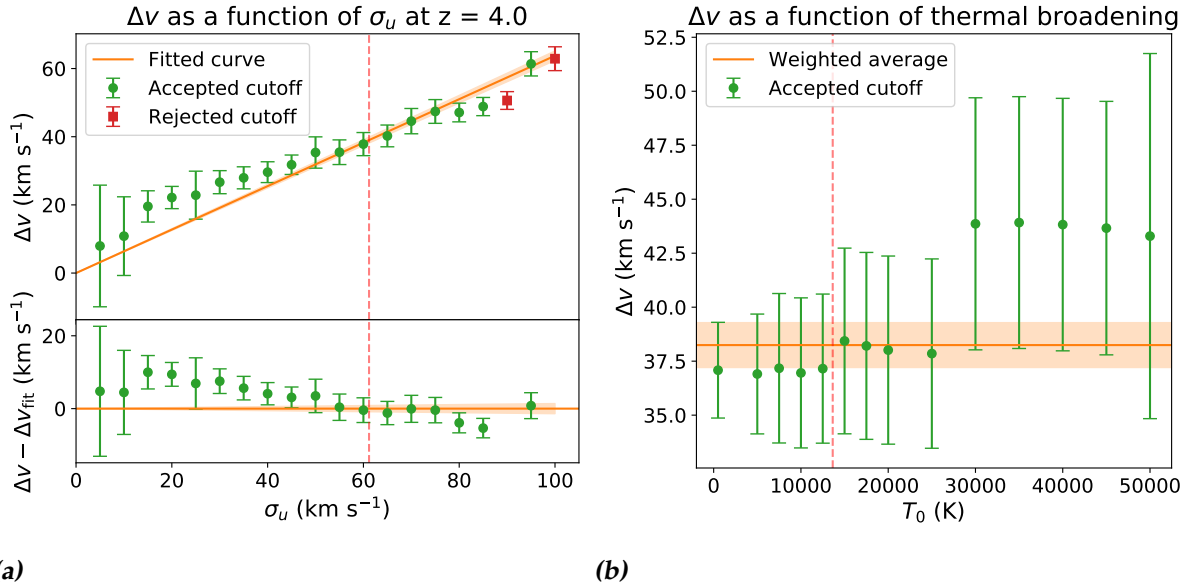 Δv as a function of σu at z = 4.0
Fitted curve
Accepted cutoff
Rejected cutoff
60
40
20
0
Δv (km s⁻¹)
20
0
Δv − Δvfit (km s⁻¹)
0 20 40 60 80 100
σu (km s⁻¹)
(a)
Δv as a function of thermal broadening
Weighted average
Accepted cutoff
52.5
50.0
47.5
45.0
42.5
40.0
37.5
35.0
Δv (km s⁻¹)
0 10000 20000 30000 40000 50000
T₀ (K)
(b)